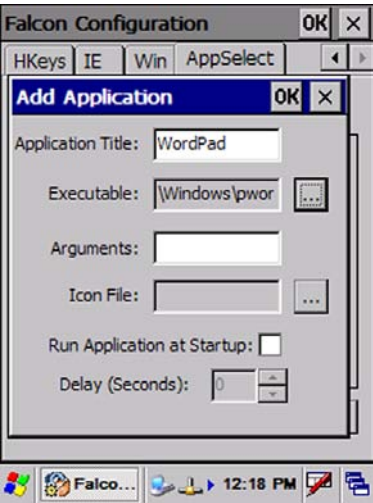 Falcon Configuration OK ×
HKeys IE Win AppSelect
Add Application OK ×
Application Title: WordPad
Executable: \Windows\pwor ...
Arguments:
Icon File: ...
Run Application at Startup:
Delay (Seconds): 0
Falco... 12:18 PM